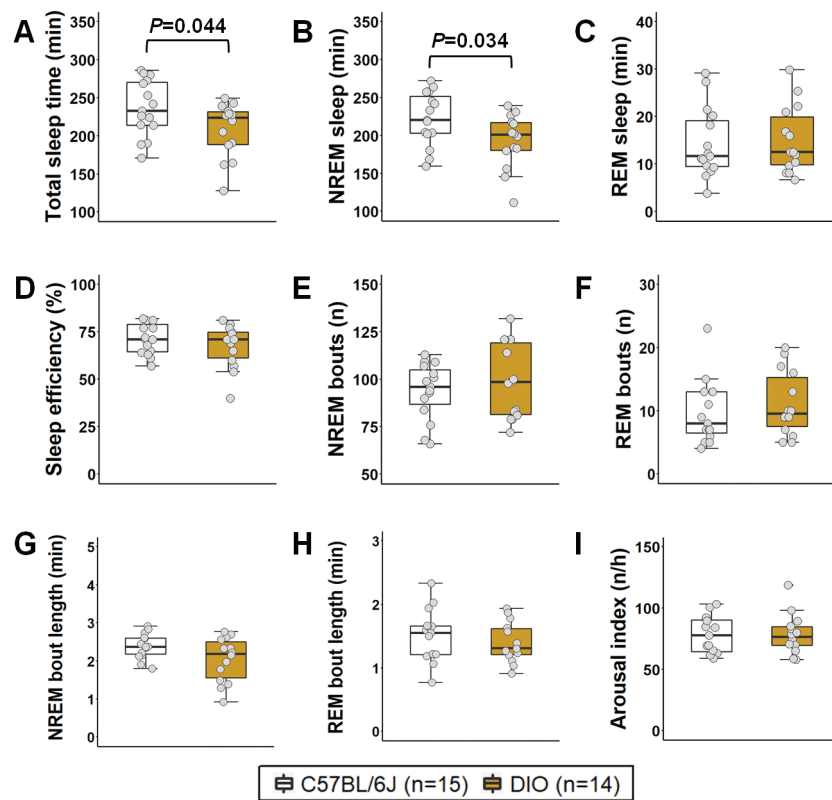 A
Total sleep time (min)
350
300
250
200
150
100
P=0.044
B
NREM sleep (min)
350
300
250
200
150
100
P=0.034
C
REM sleep (min)
40
30
20
10
0
D
Sleep efficiency (%)
100
75
50
25
0
E
NREM bouts (n)
150
125
100
75
50
F
REM bouts (n)
30
20
10
0
G
NREM bout length (min)
5
4
3
2
1
0
H
REM bout length (min)
3
2
1
0
I
Arousal index (n/h)
150
100
50
0
C57BL/6J (n=15) DIO (n=14)